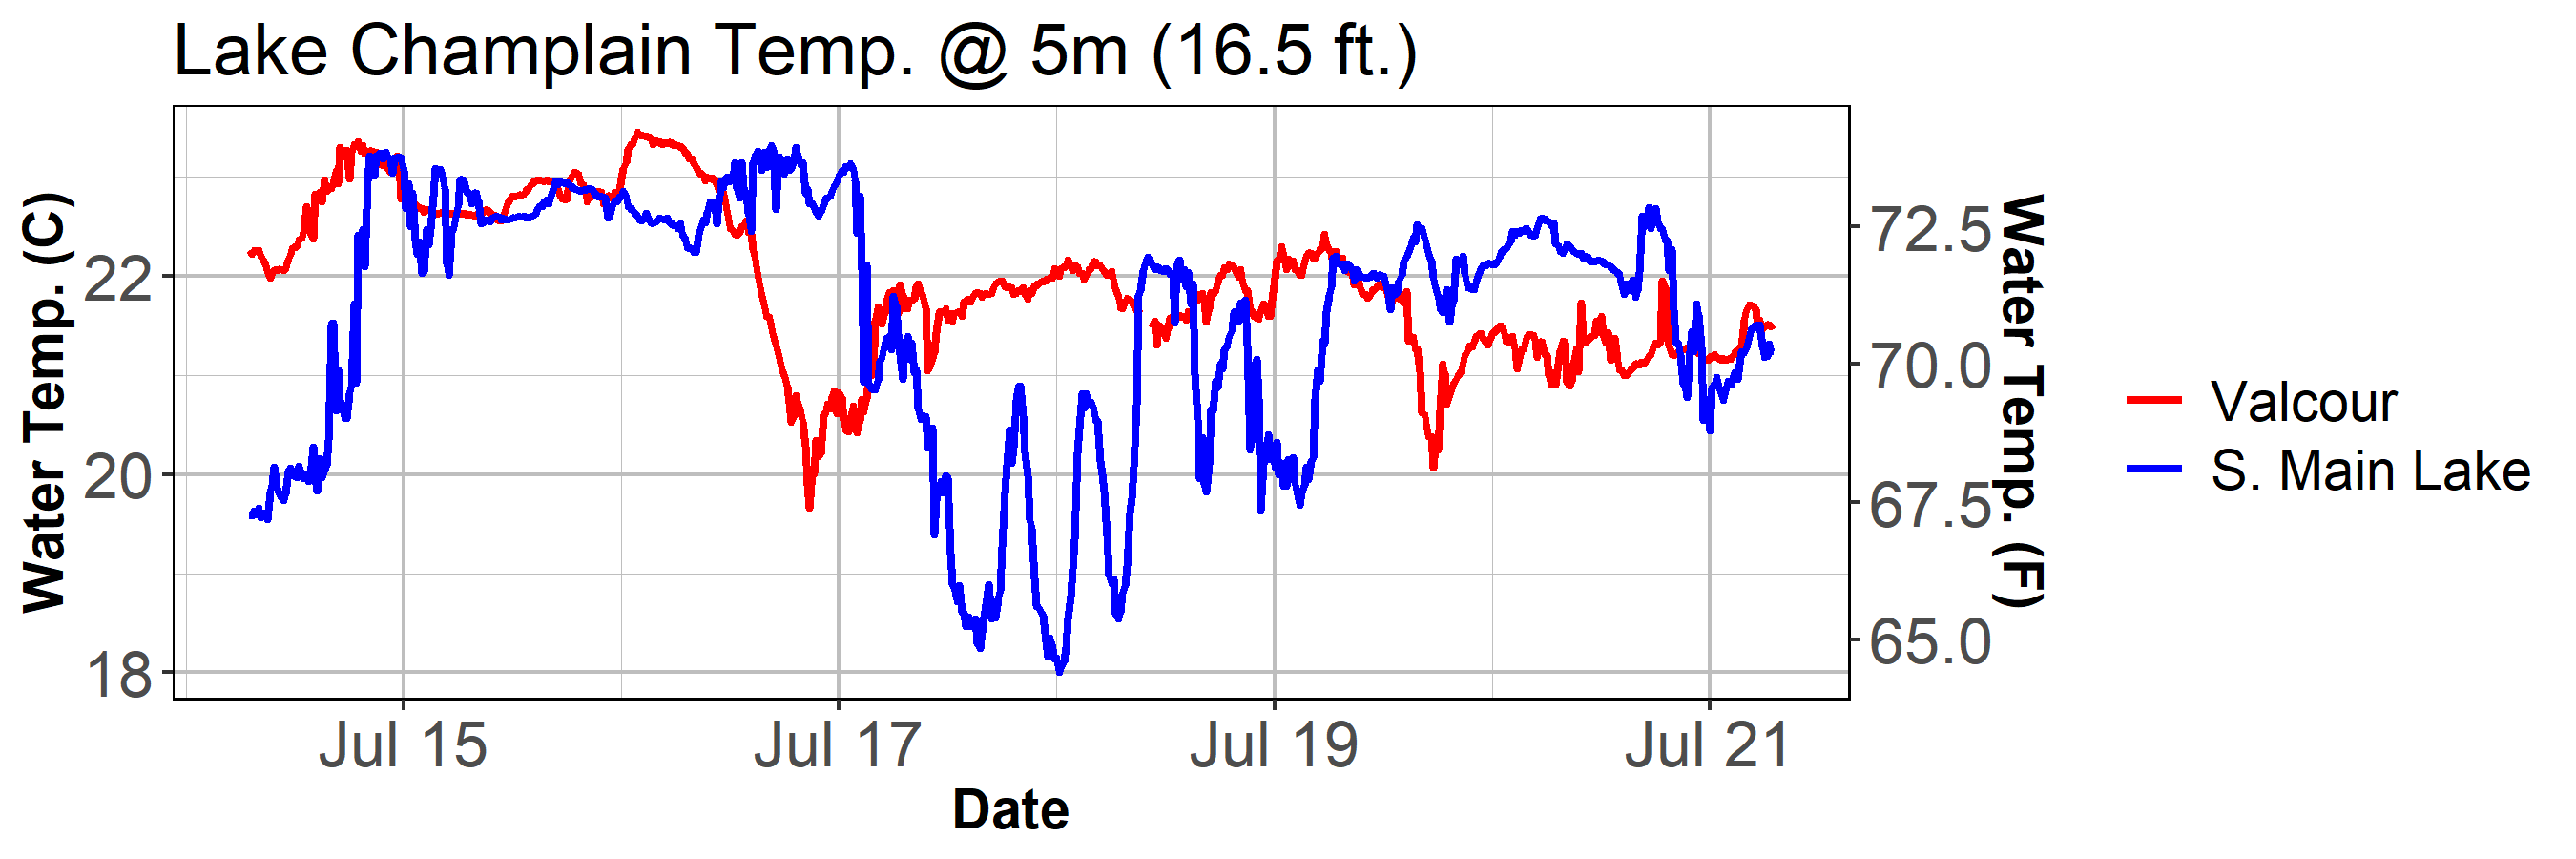 Lake Champlain Temp. @ 5m (16.5 ft.)
Water Temp. (C)
22
20
18
72.5
70.0
67.5
65.0
Water Temp. (F)
Jul 15
Jul 17
Jul 19
Jul 21
Date
Valcour
S. Main Lake